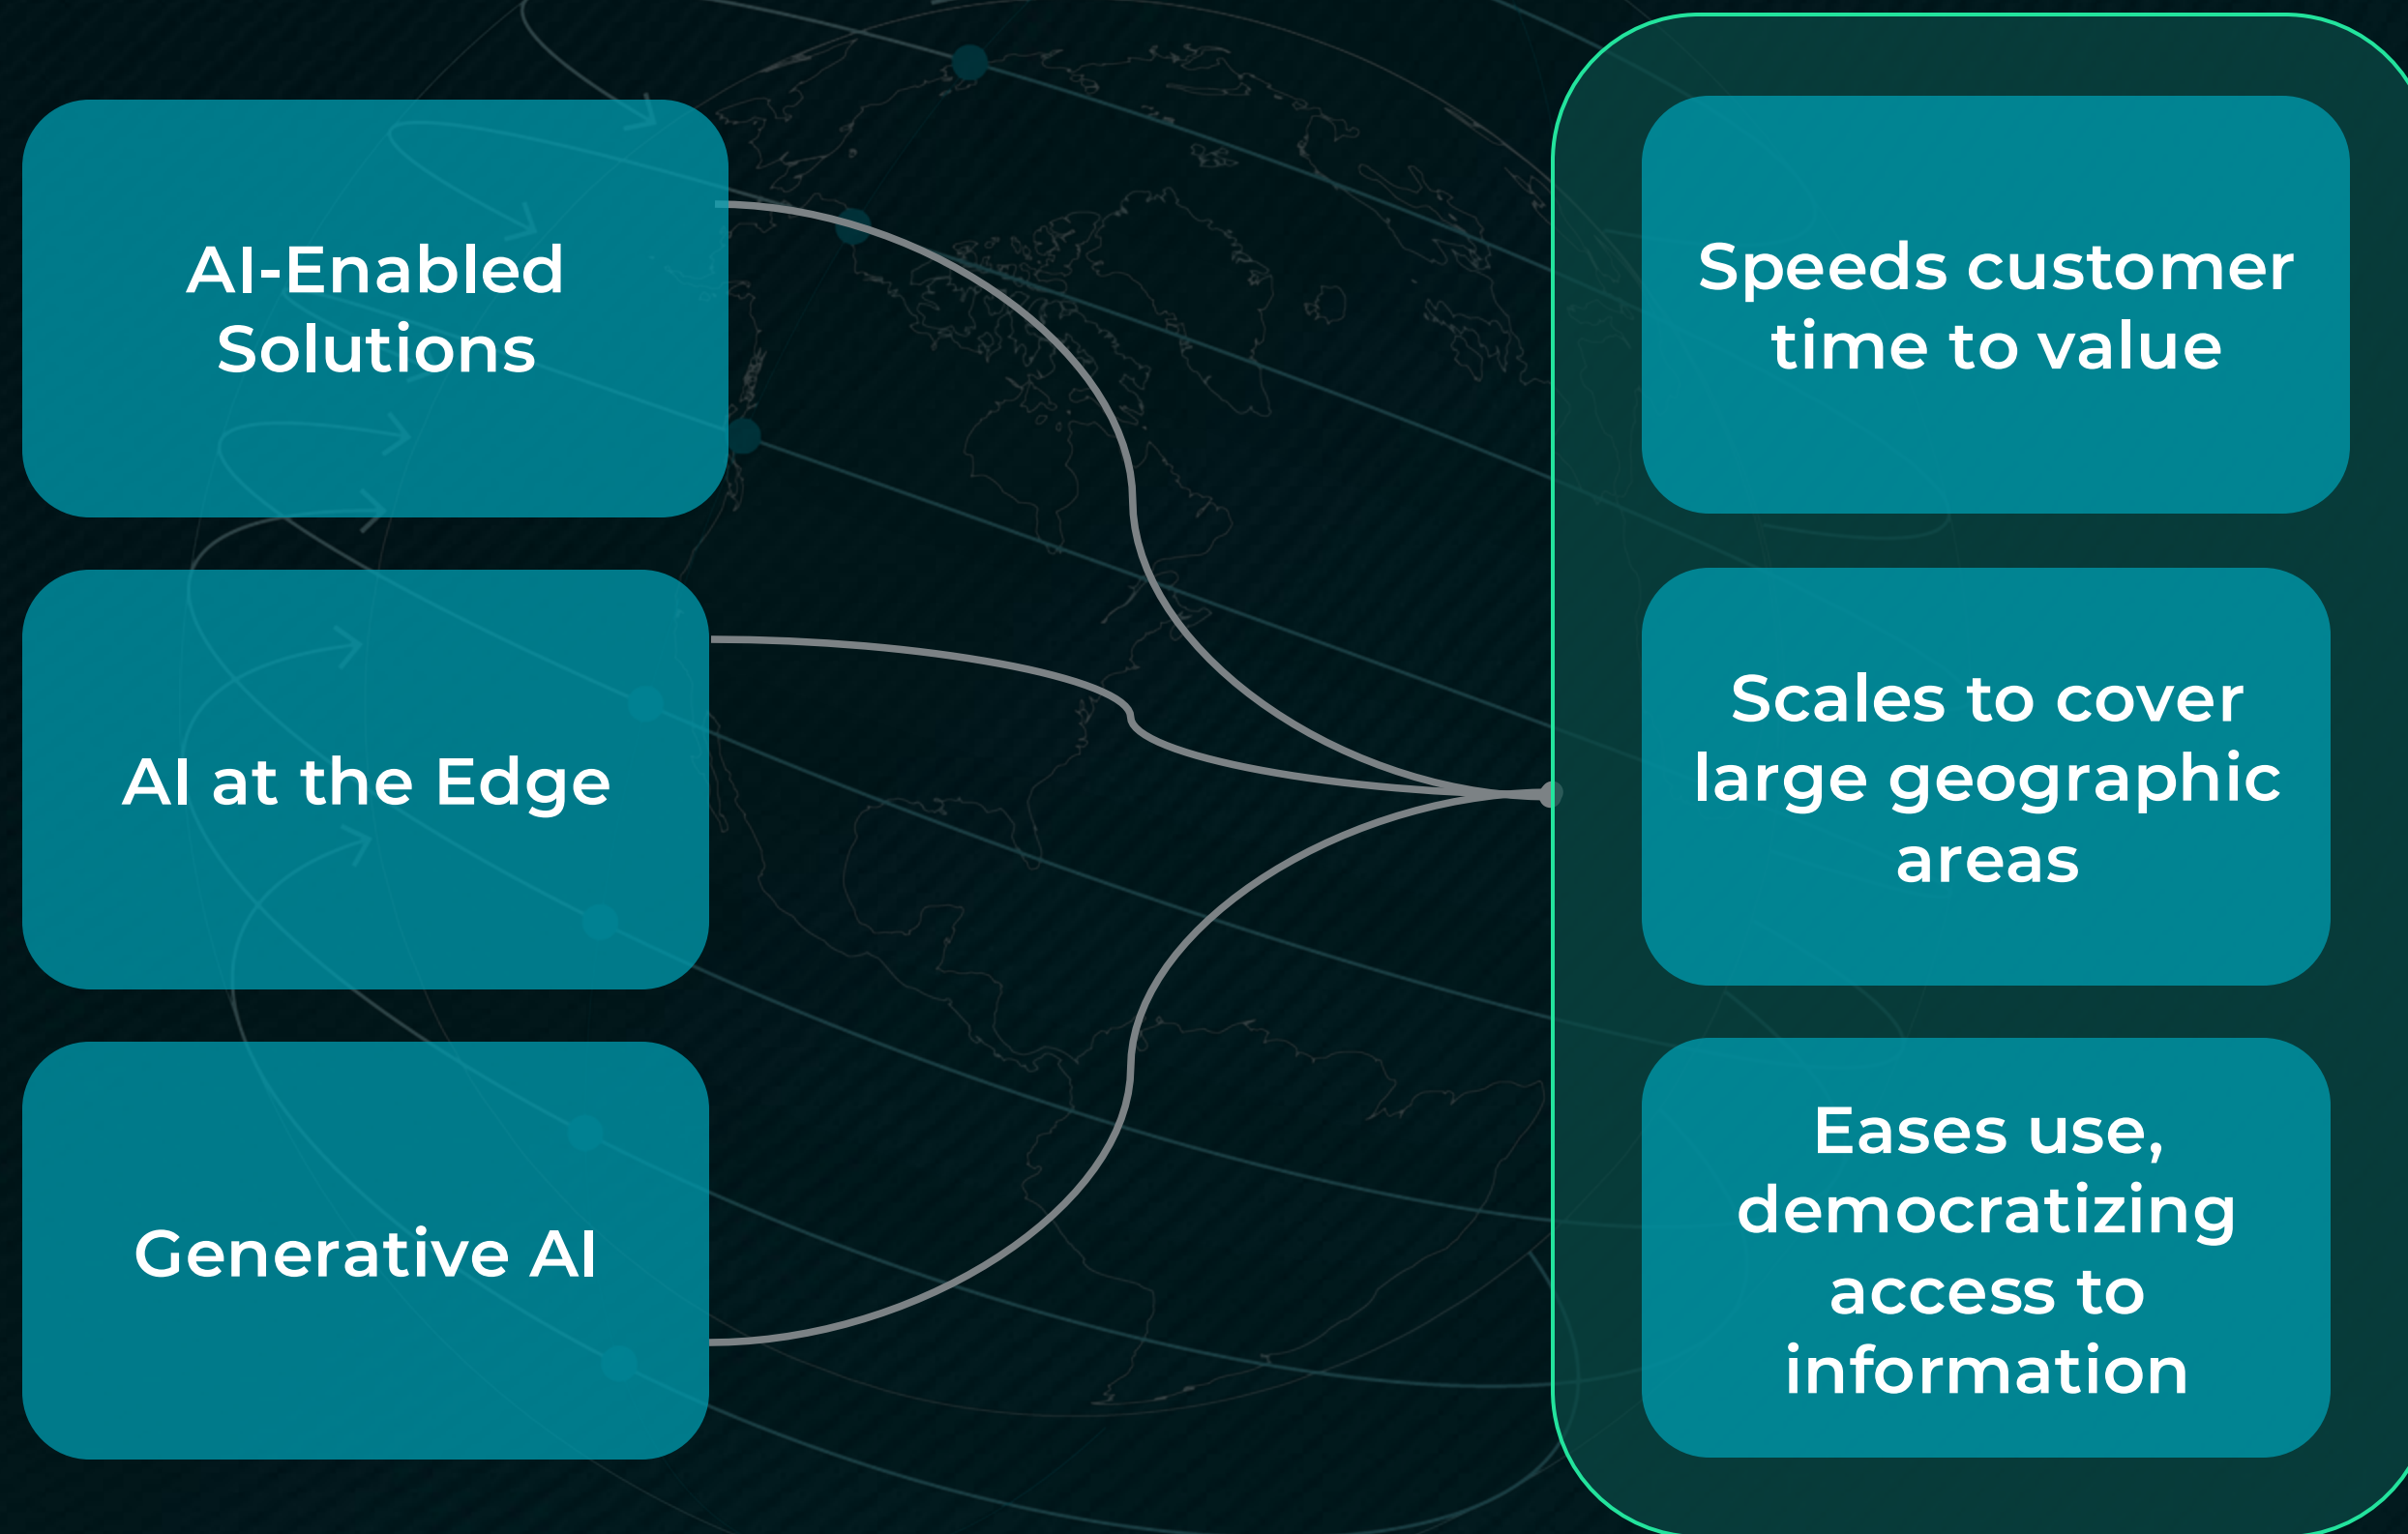 AI-Enabled
Solutions
AI at the Edge
Generative AI
Speeds customer
time to value
Scales to cover
large geographic
areas
Eases use,
democratizing
access to
information